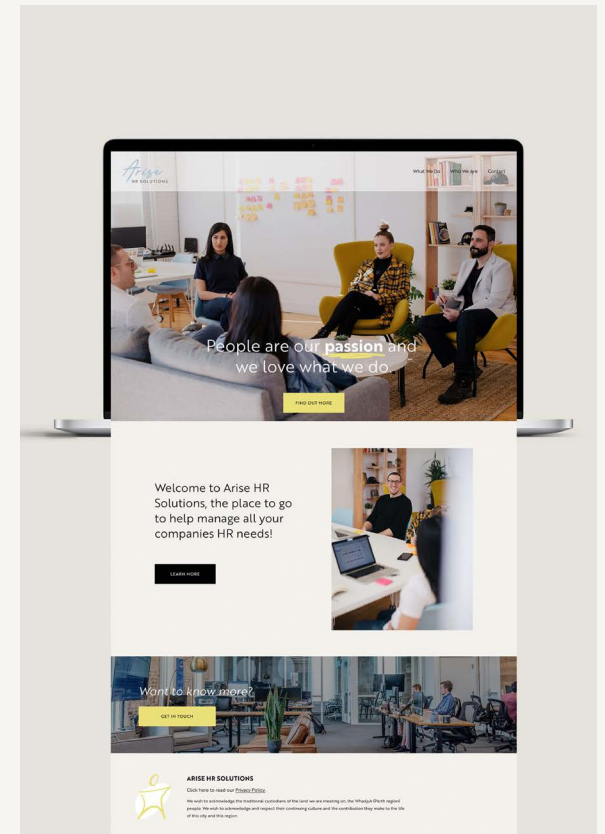 Arise
HR SOLUTIONS
What We Do Who We Are Contact
People are our passion and
we love what we do.
FIND OUT MORE
Welcome to Arise HR
Solutions, the place to go
to help manage all your
companies HR needs!
LEARN MORE
Want to know more?
GET IN TOUCH
ARISE HR SOLUTIONS
Click here to read our Privacy Policy.
We wish to acknowledge the traditional custodians of the land we are meeting on, the Whadjuk (Perth region)
people. We wish to acknowledge and respect their continuing culture and the contribution they make to the life
of this city and this region.